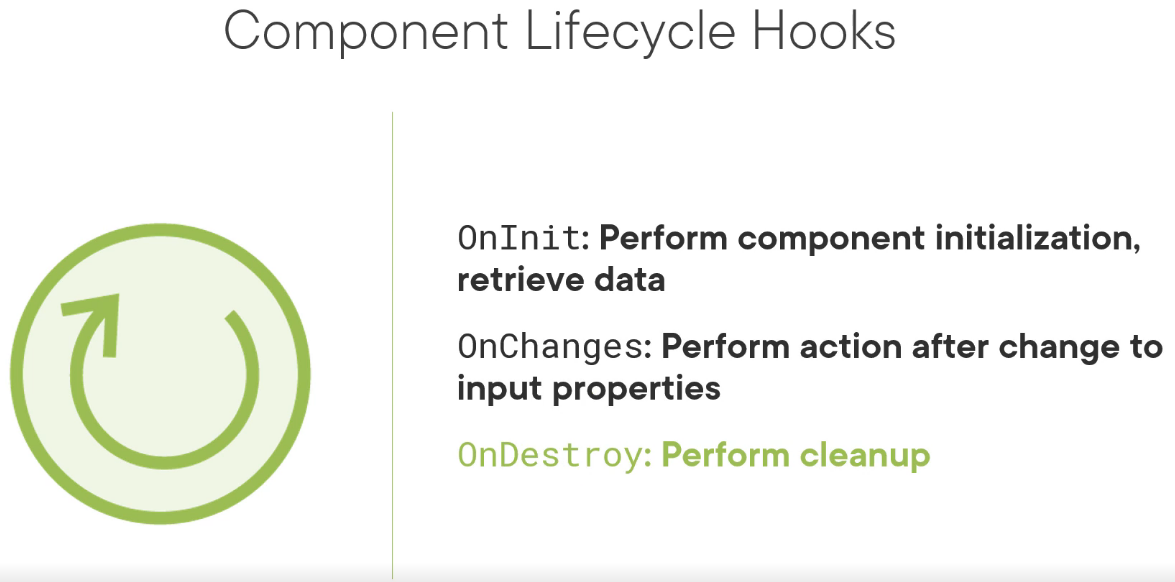 Component Lifecycle Hooks
OnInit: Perform component initialization,
retrieve data
OnChanges: Perform action after change to
input properties
OnDestroy: Perform cleanup